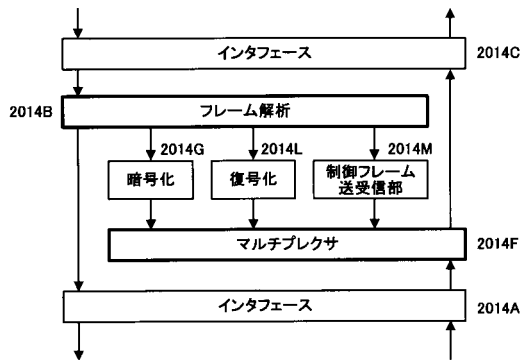 インタフェース
2014C
2014B
フレーム解析
2014G
2014L
2014M
暗号化
復号化
制御フレーム
送受信部
マルチプレクサ
2014F
インタフェース
2014A